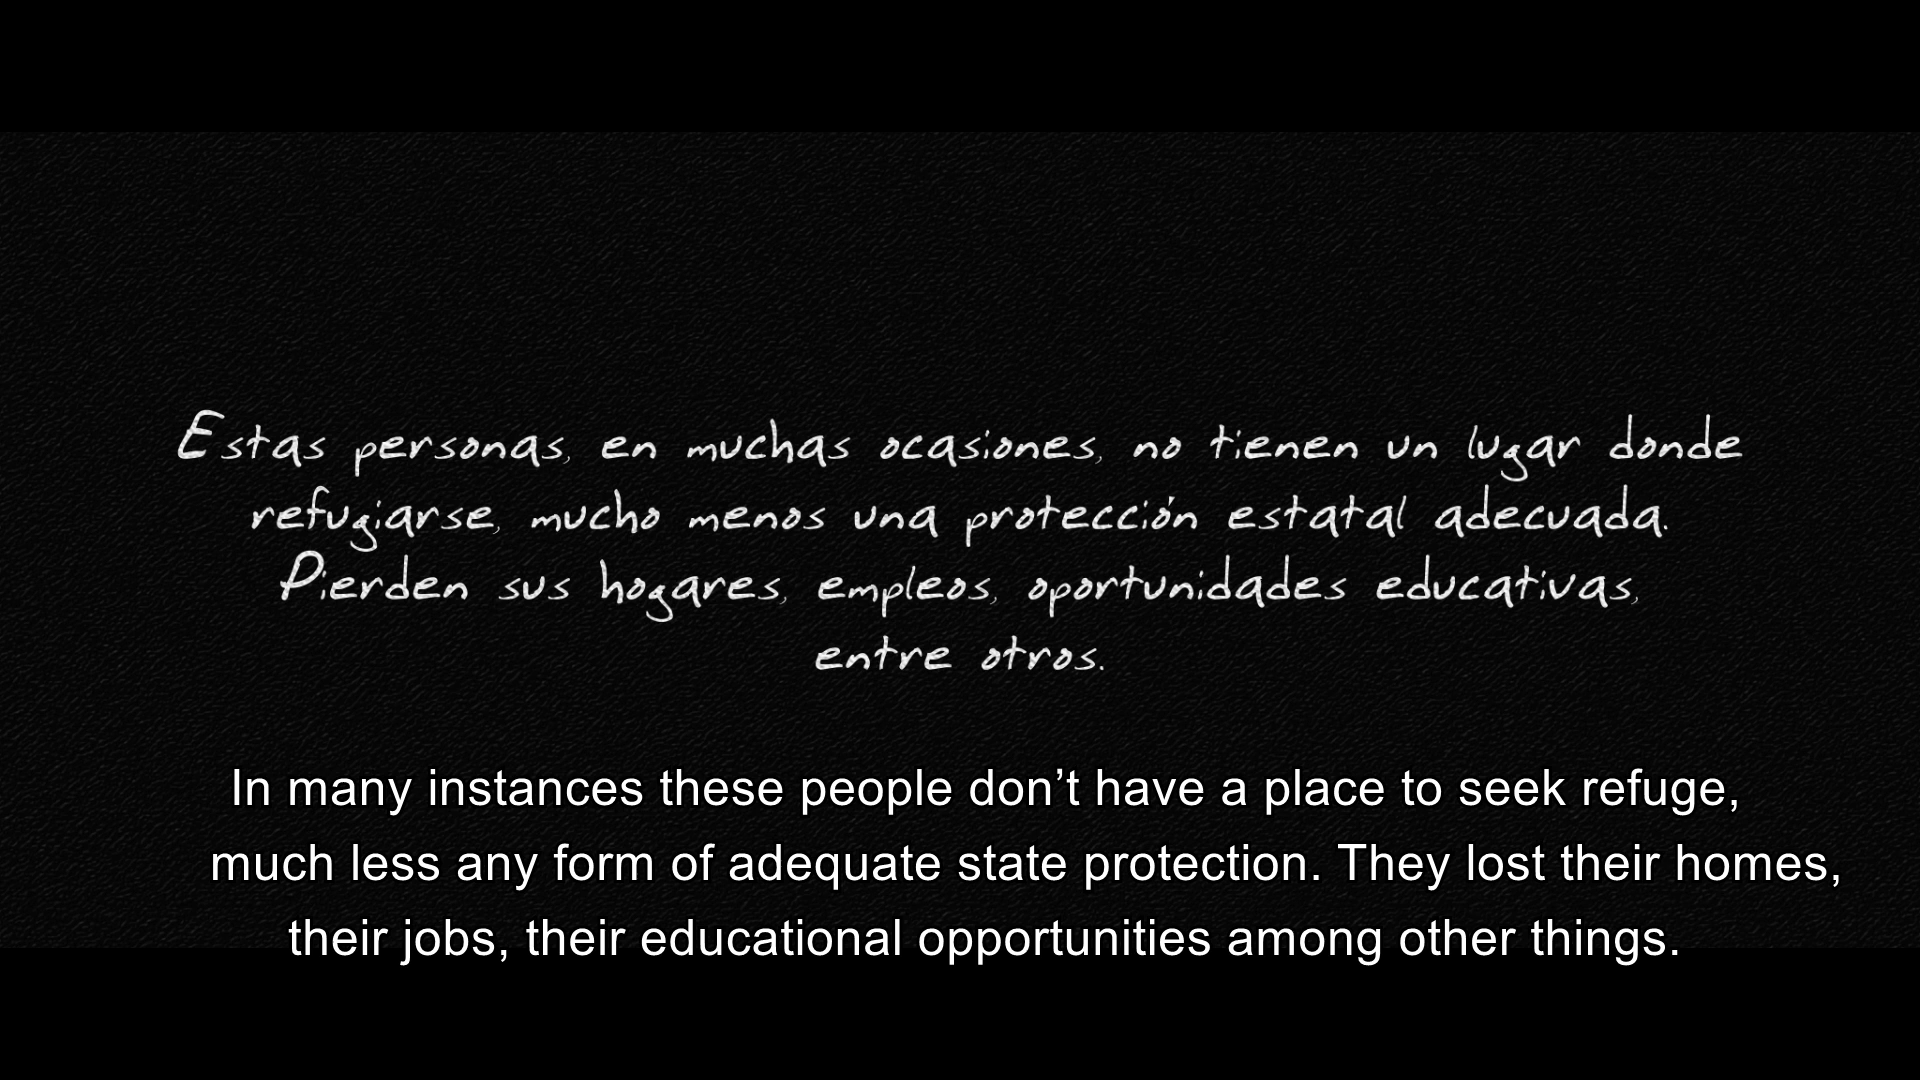 Estas personas, en muchas ocasiones, no tienen un lugar donde
refugiarse, mucho menos una protección estatal adecuada.
Pierden sus hogares, empleos, oportunidades educativas,
entre otros.
In many instances these people don’t have a place to seek refuge,
much less any form of adequate state protection. They lost their homes,
their jobs, their educational opportunities among other things.